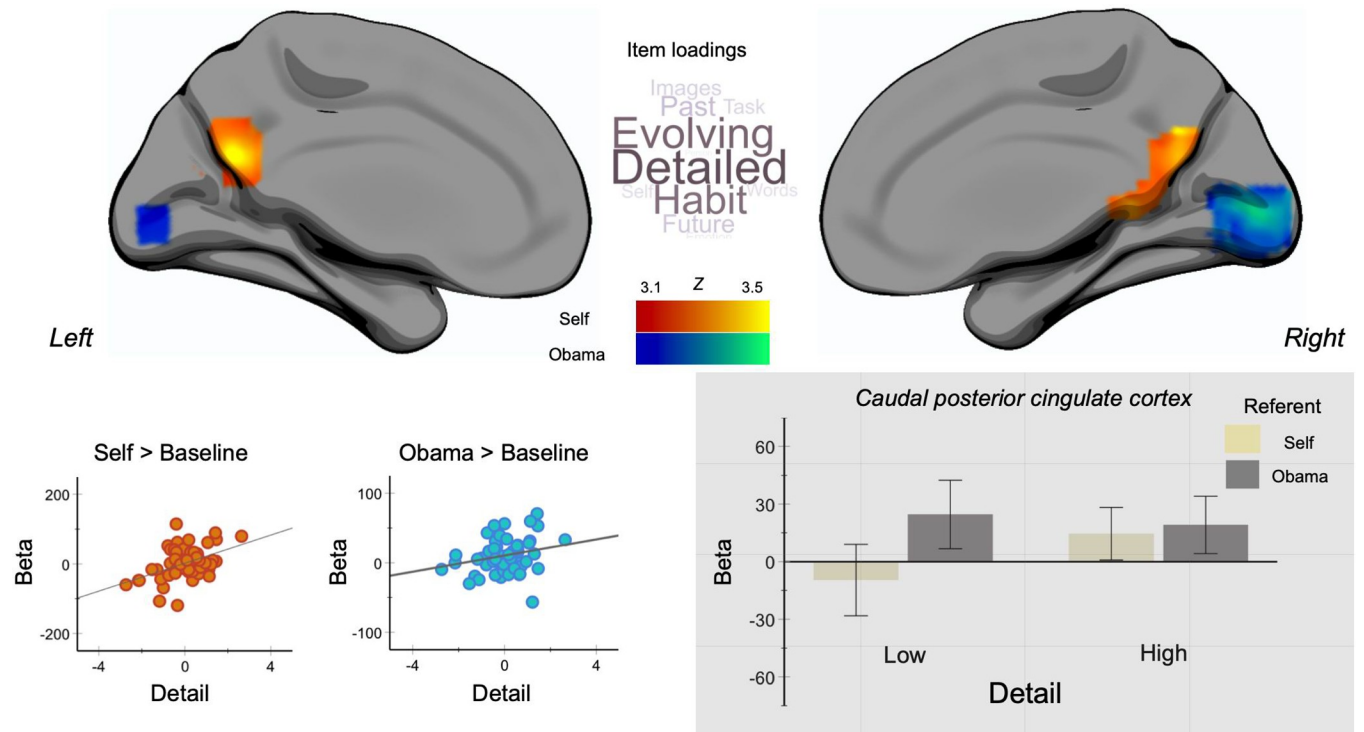 Item loadings
Images
Past Task
Evolving
Detailed
Self Words
Habit
Future
3.1 Z 3.5
Self
Obama
Left
Right
Self > Baseline
200
0
-200
Beta
-4 0 4
Detail
Obama > Baseline
100
0
-100
Beta
-4 0 4
Detail
Caudal posterior cingulate cortex
Referent
Self
Obama
60
30
0
-30
-60
Beta
Low High
Detail